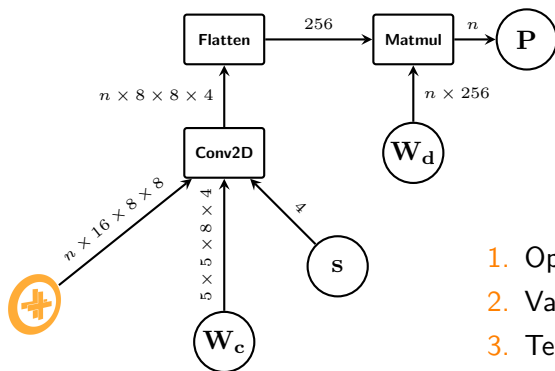 256
n
Flatten
Matmul
P
n × 8 × 8 × 4
n × 256
Conv2D
W_d
n × 16 × 8 × 8
5 × 5 × 8 × 4
4
s
W_c
1. Op
2. Va
3. Te